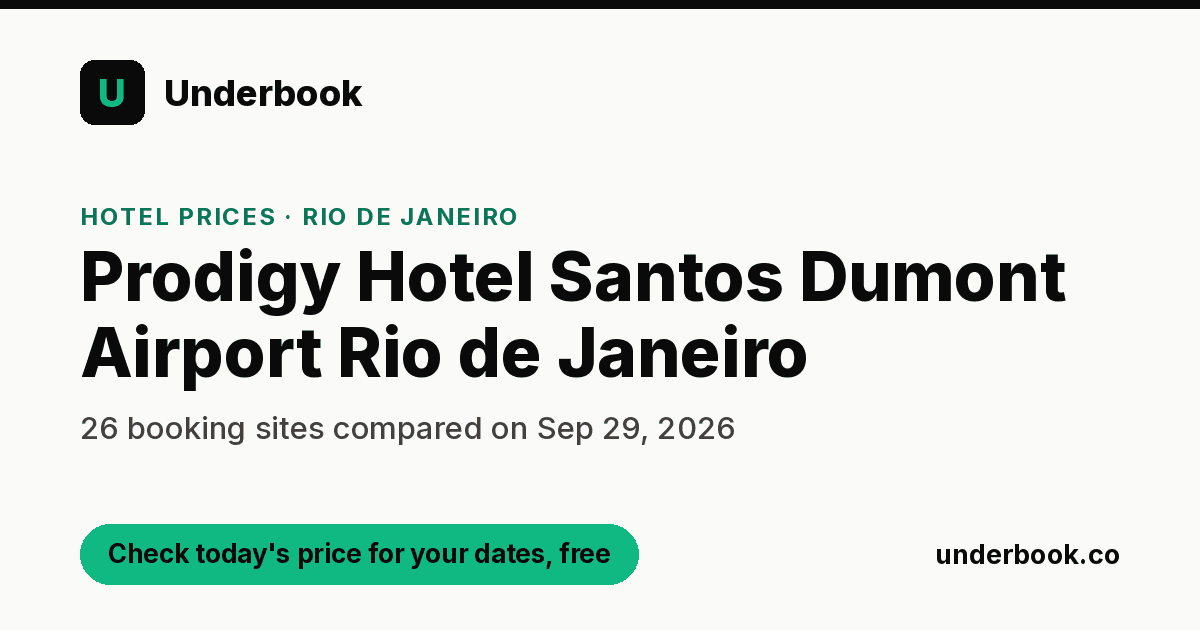 U Underbook
HOTEL PRICES · RIO DE JANEIRO
Prodigy Hotel Santos Dumont
Airport Rio de Janeiro
26 booking sites compared on Sep 29, 2026
Check today's price for your dates, free
underbook.co